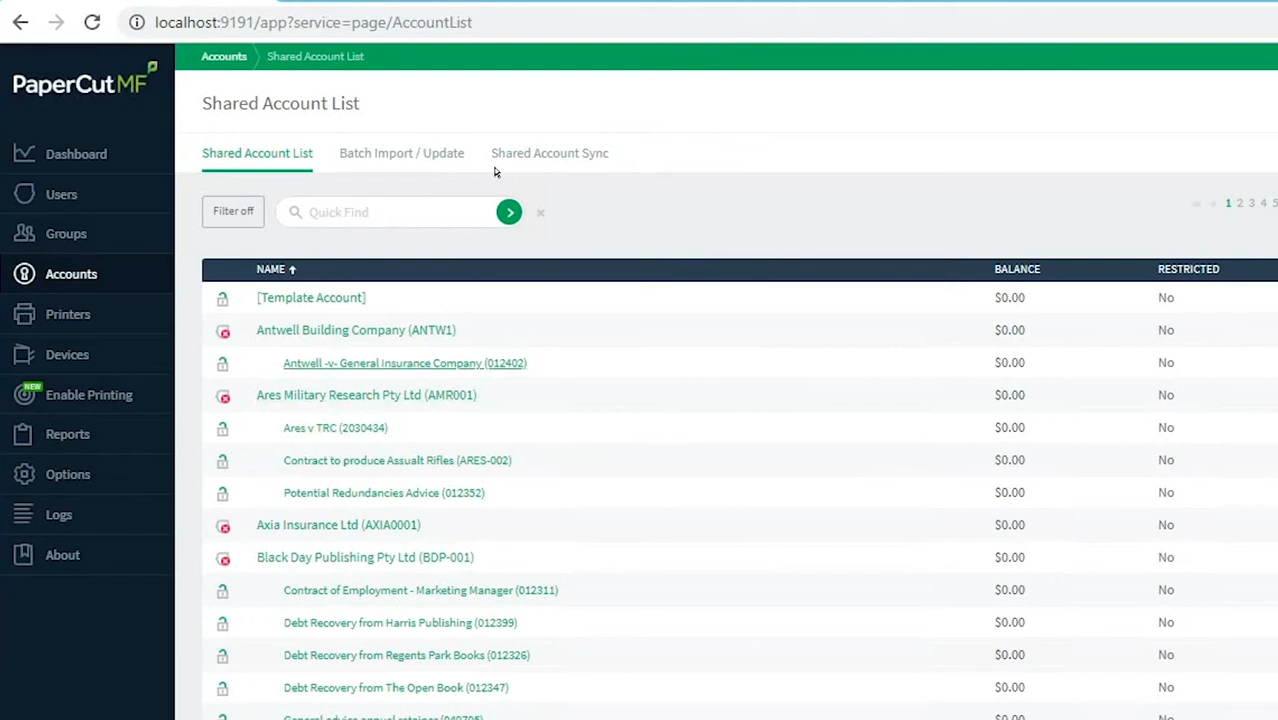 localhost:9191/app?service=page/AccountList
PaperCutMF
Accounts
Shared Account List
Shared Account List
Shared Account List
Batch Import / Update
Shared Account Sync
Dashboard
Users
Groups
Accounts
Printers
Devices
NEW
Enable Printing
Reports
Options
Logs
About
Filter off
Quick Find
1 2 3 4 5
NAME
BALANCE
RESTRICTED
[Template Account] $0.00 No
Antwell Building Company (ANTW1) $0.00 No
Antwell -v- General Insurance Company (012402) $0.00 No
Ares Military Research Pty Ltd (AMR001) $0.00 No
Ares v TRC (2030434) $0.00 No
Contract to produce Assualt Rifles (ARES-002) $0.00 No
Potential Redundancies Advice (012352) $0.00 No
Axia Insurance Ltd (AXIA0001) $0.00 No
Black Day Publishing Pty Ltd (BDP-001) $0.00 No
Contract of Employment - Marketing Manager (012311) $0.00 No
Debt Recovery from Harris Publishing (012399) $0.00 No
Debt Recovery from Regents Park Books (012326) $0.00 No
Debt Recovery from The Open Book (012347) $0.00 No
General advice annual retainer